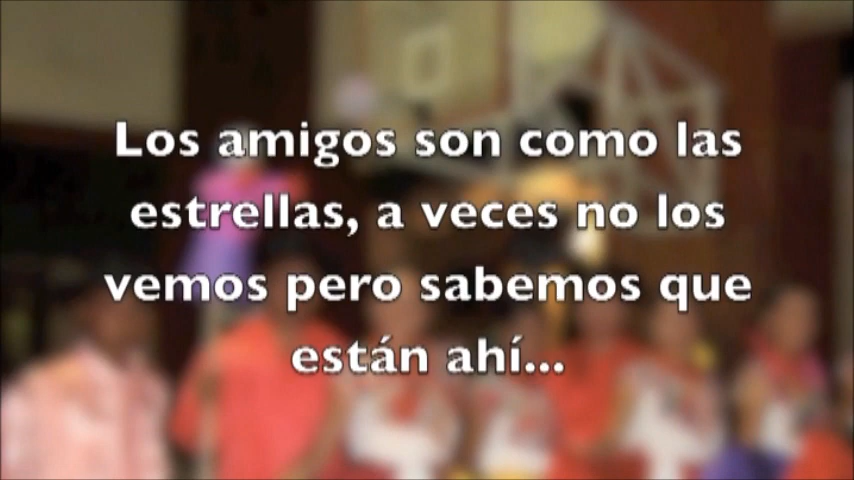 Los amigos son como las
estrellas, a veces no los
vemos pero sabemos que
están ahí...